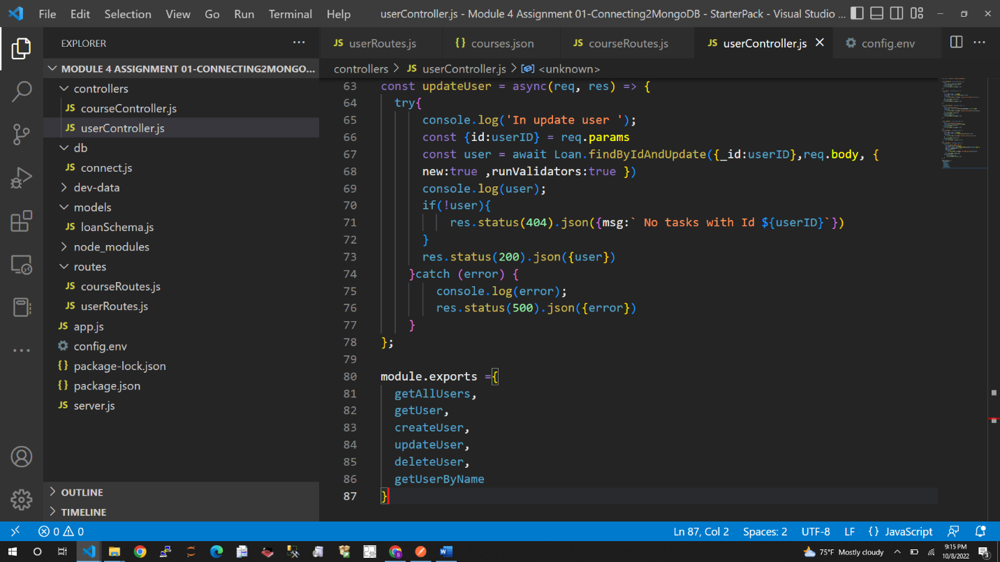 File Edit Selection View Go Run Terminal Help userController.js - Module 4 Assignment 01-Connecting2MongoDB - StarterPack - Visual Studio ...
EXPLORER
JS userRoutes.js {} courses.json JS courseRoutes.js JS userController.js config.env
MODULE 4 ASSIGNMENT 01-CONNECTING2MONGO...
controllers > JS userController.js > <unknown>
controllers
JS courseController.js
JS userController.js
db
JS connect.js
dev-data
models
JS loanSchema.js
node_modules
routes
JS courseRoutes.js
JS userRoutes.js
JS app.js
config.env
{} package-lock.json
{} package.json
JS server.js
OUTLINE
TIMELINE
63 const updateUser = async(req, res) => {
64 try{
65 console.log('In update user ');
66 const {id:userID} = req.params
67 const user = await Loan.findByIdAndUpdate({_id:userID},req.body, {
68 new:true ,runValidators:true })
69 console.log(user);
70 if(!user){
71 res.status(404).json({msg:` No tasks with Id ${userID}`})
72 }
73 res.status(200).json({user})
74 }catch (error) {
75 console.log(error);
76 res.status(500).json({error})
77 }
78 };
79
80 module.exports ={
81 getAllUsers,
82 getUser,
83 createUser,
84 updateUser,
85 deleteUser,
86 getUserByName
87 }
0 0 Ln 87, Col 2 Spaces: 2 UTF-8 LF {} JavaScript
75°F Mostly cloudy 9:15 PM
10/8/2022 3